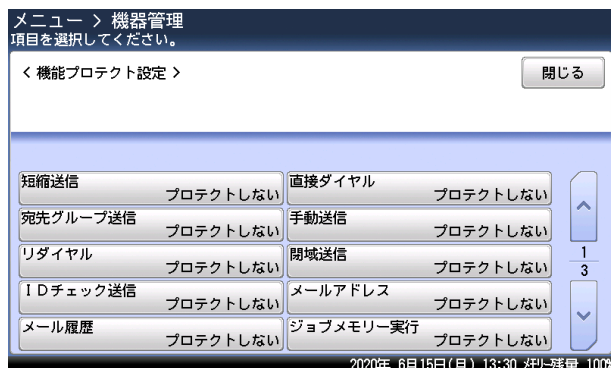 メニュー > 機器管理
項目を選択してください。
< 機能プロテクト設定 >
閉じる
短縮送信
プロテクトしない
直接ダイヤル
プロテクトしない
宛先グループ送信
プロテクトしない
手動送信
プロテクトしない
リダイヤル
プロテクトしない
閉域送信
プロテクトしない
1
3
IDチェック送信
プロテクトしない
メールアドレス
プロテクトしない
メール履歴
プロテクトしない
ジョブメモリー実行
プロテクトしない
2020年 6月15日(月) 13:30 メモリー残量 100%